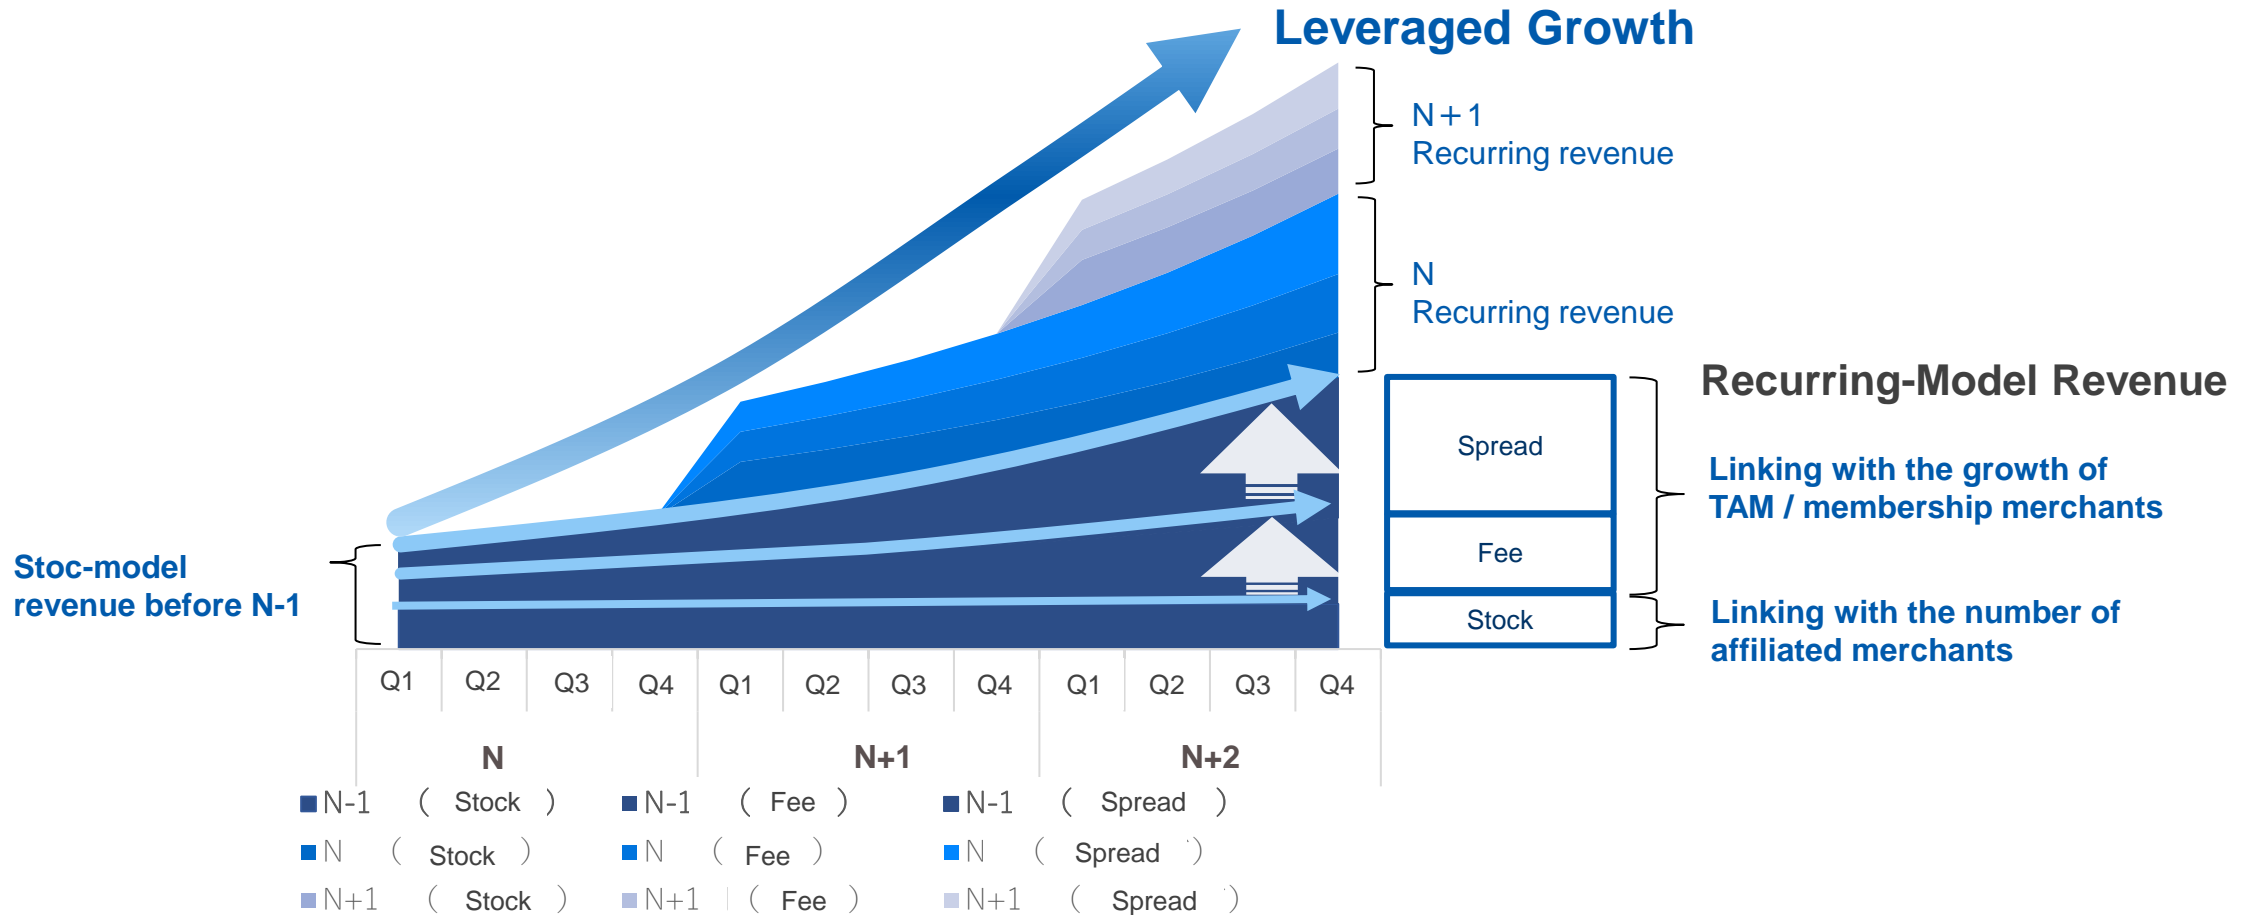 Leveraged Growth
N＋1
Recurring revenue
N
Recurring revenue
Recurring-Model Revenue
Spread
Linking with the growth of
TAM / membership merchants
Fee
Stoc-model
revenue before N-1
Stock
Linking with the number of
affiliated merchants
Q1 Q2 Q3 Q4 Q1 Q2 Q3 Q4 Q1 Q2 Q3 Q4
N N+1 N+2
N-1 （ Stock ） N-1 （ Fee ） N-1 （ Spread ）
N （ Stock ） N （ Fee ） N （ Spread ）
N+1 （ Stock ） N+1 （ Fee ） N+1 （ Spread ）